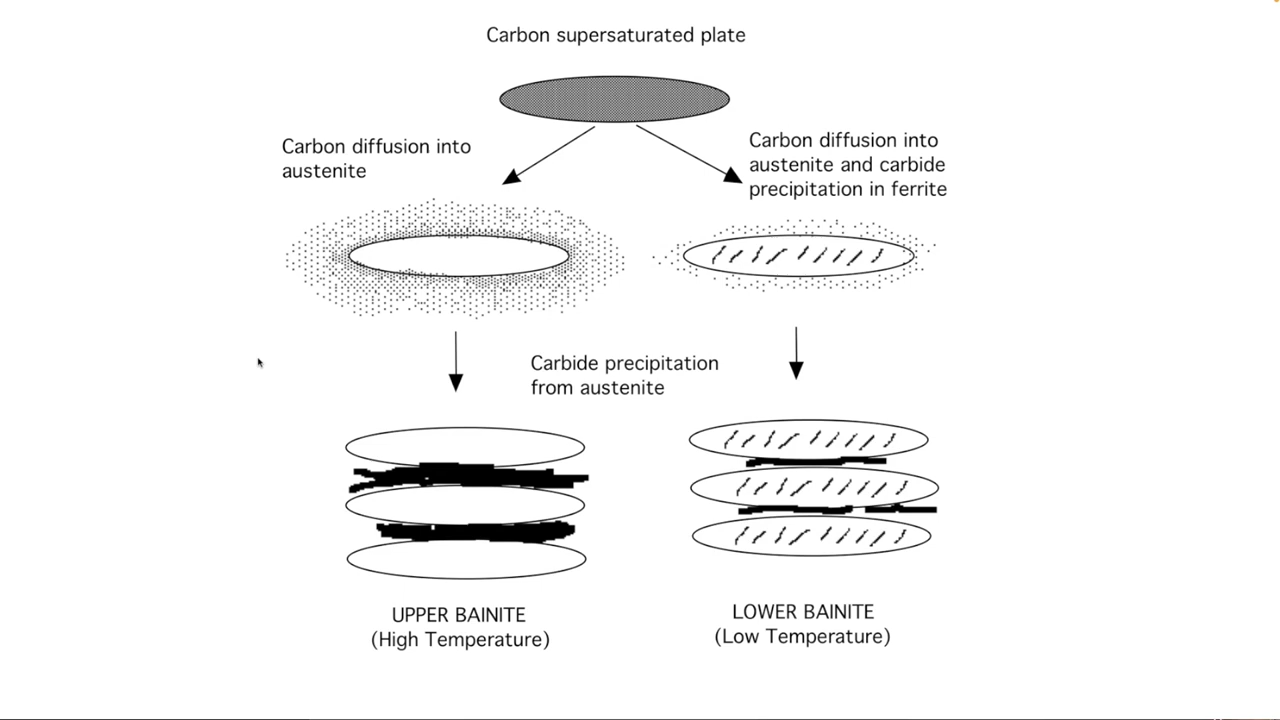 Carbon supersaturated plate
Carbon diffusion into
austenite
Carbon diffusion into
austenite and carbide
precipitation in ferrite
Carbide precipitation
from austenite
UPPER BAINITE
(High Temperature)
LOWER BAINITE
(Low Temperature)